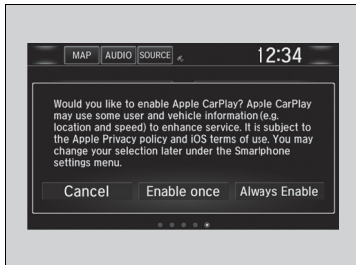 MAP AUDIO SOURCE 12:34
Would you like to enable Apple CarPlay? Apple CarPlay
may use some user and vehicle information (e.g.
location and speed) to enhance service. It is subject to
the Apple Privacy policy and iOS terms of use. You may
change your selection later under the Smartphone
settings menu.
Cancel Enable once Always Enable